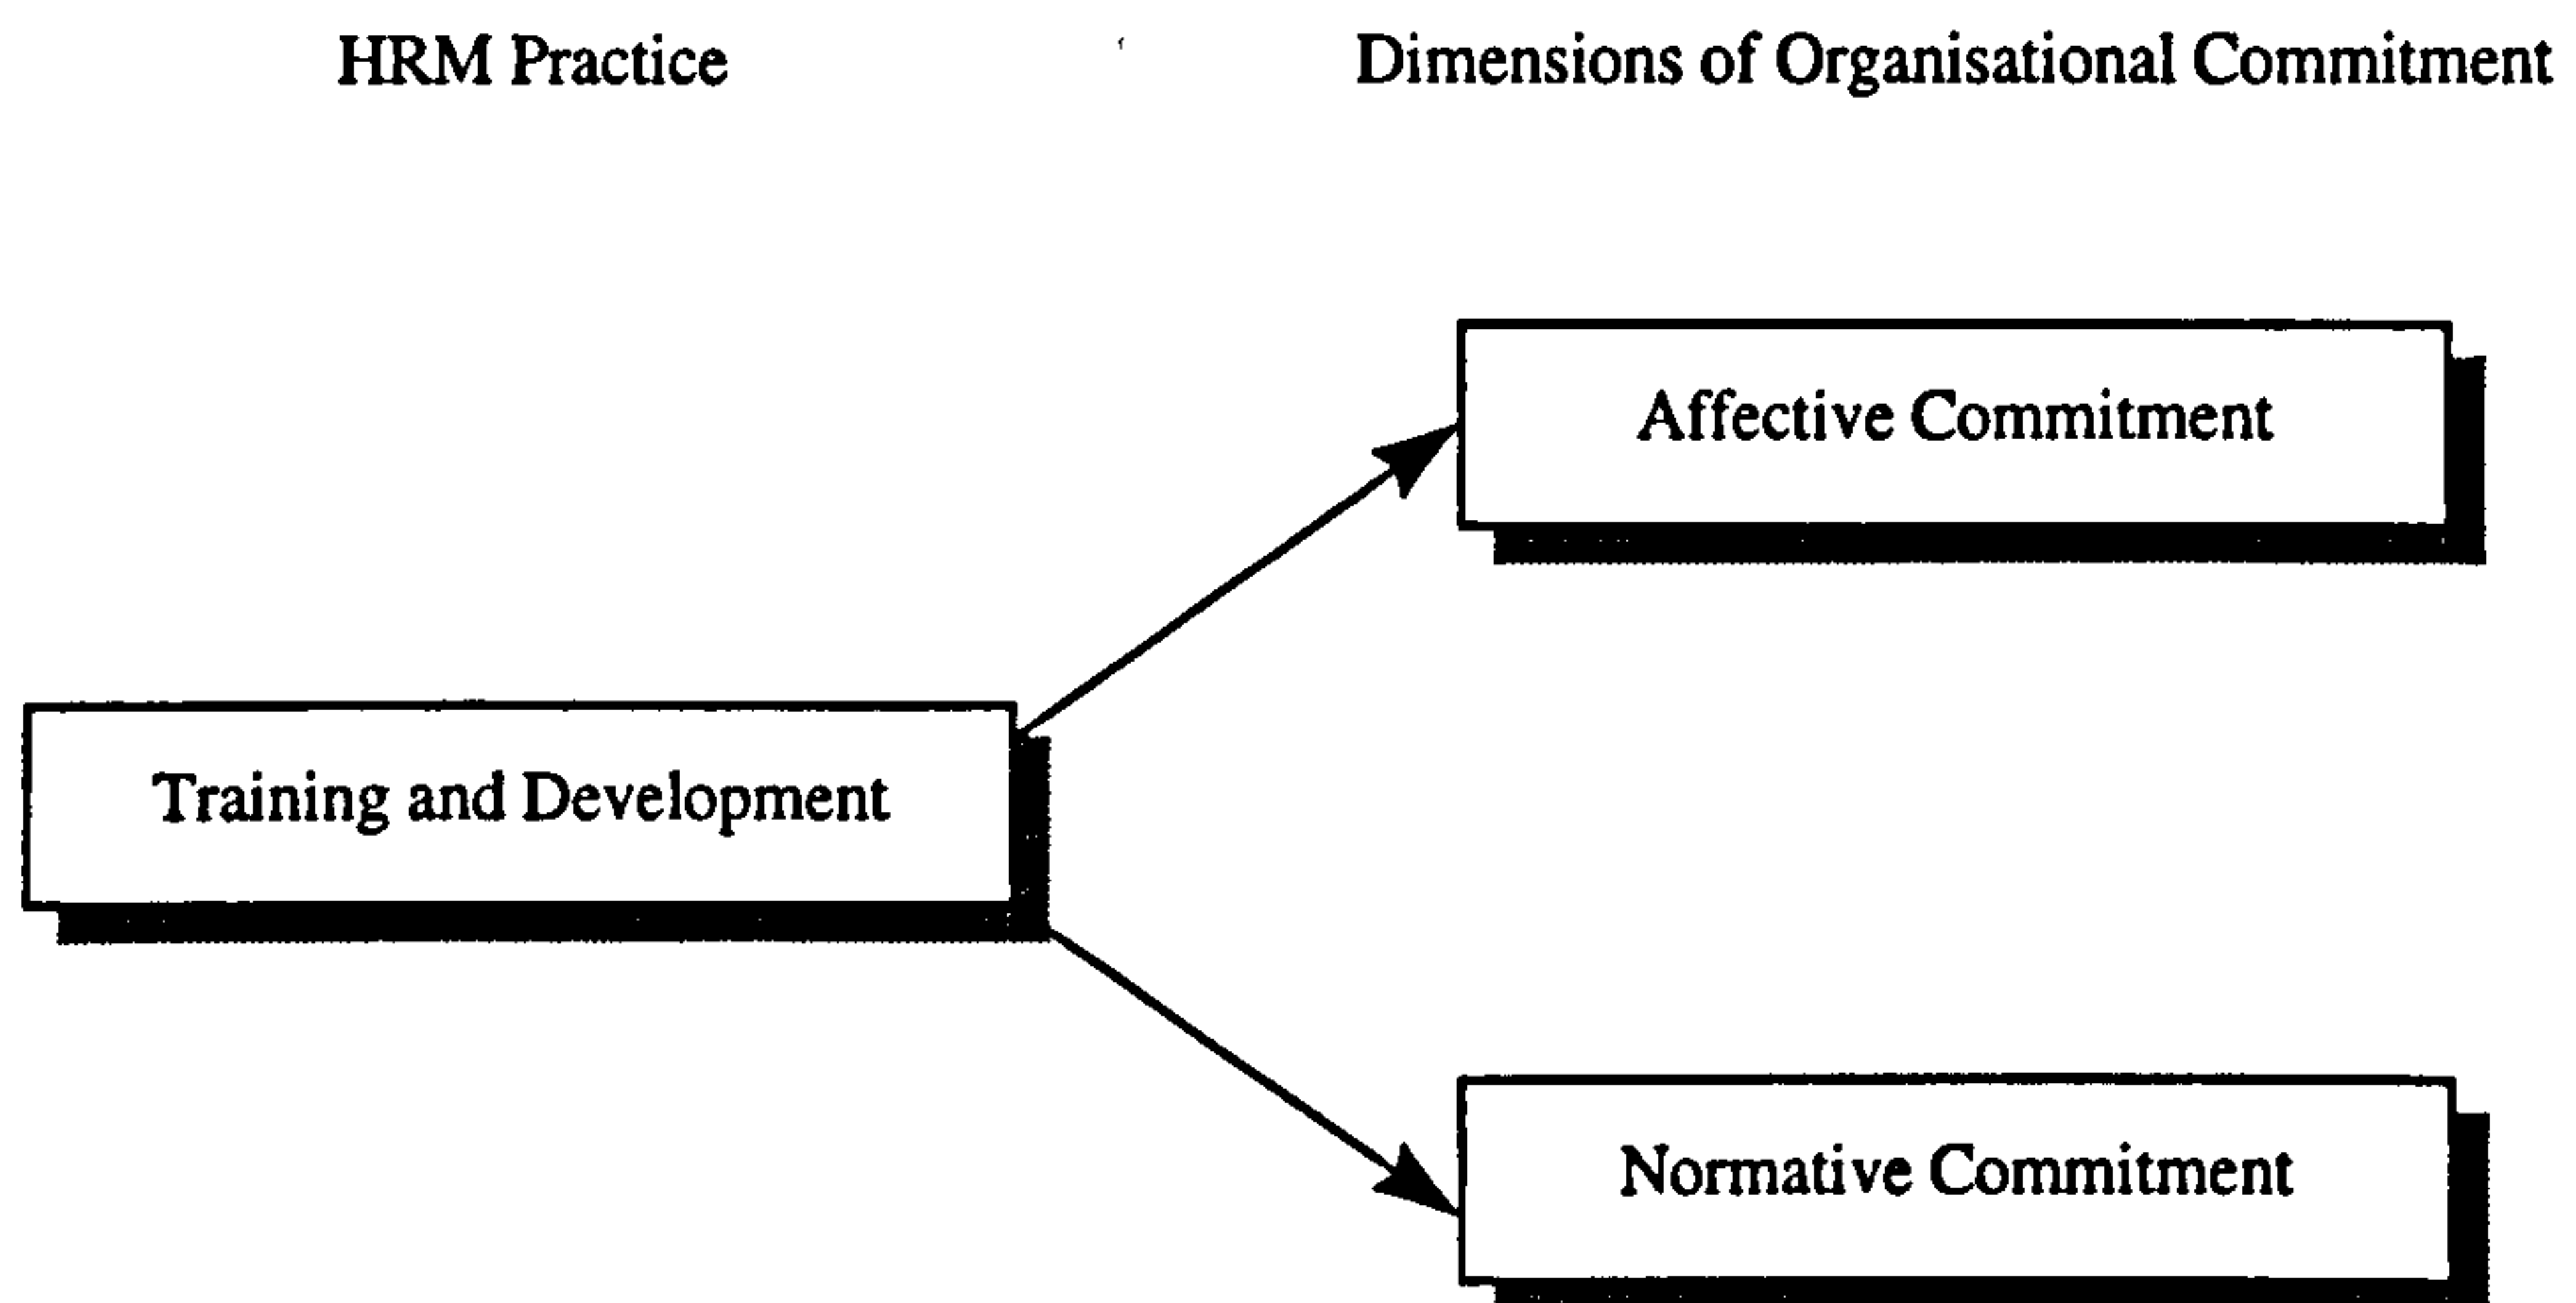 HRM Practice
Dimensions of Organisational Commitment
Affective Commitment
Training and Development
Normative Commitment